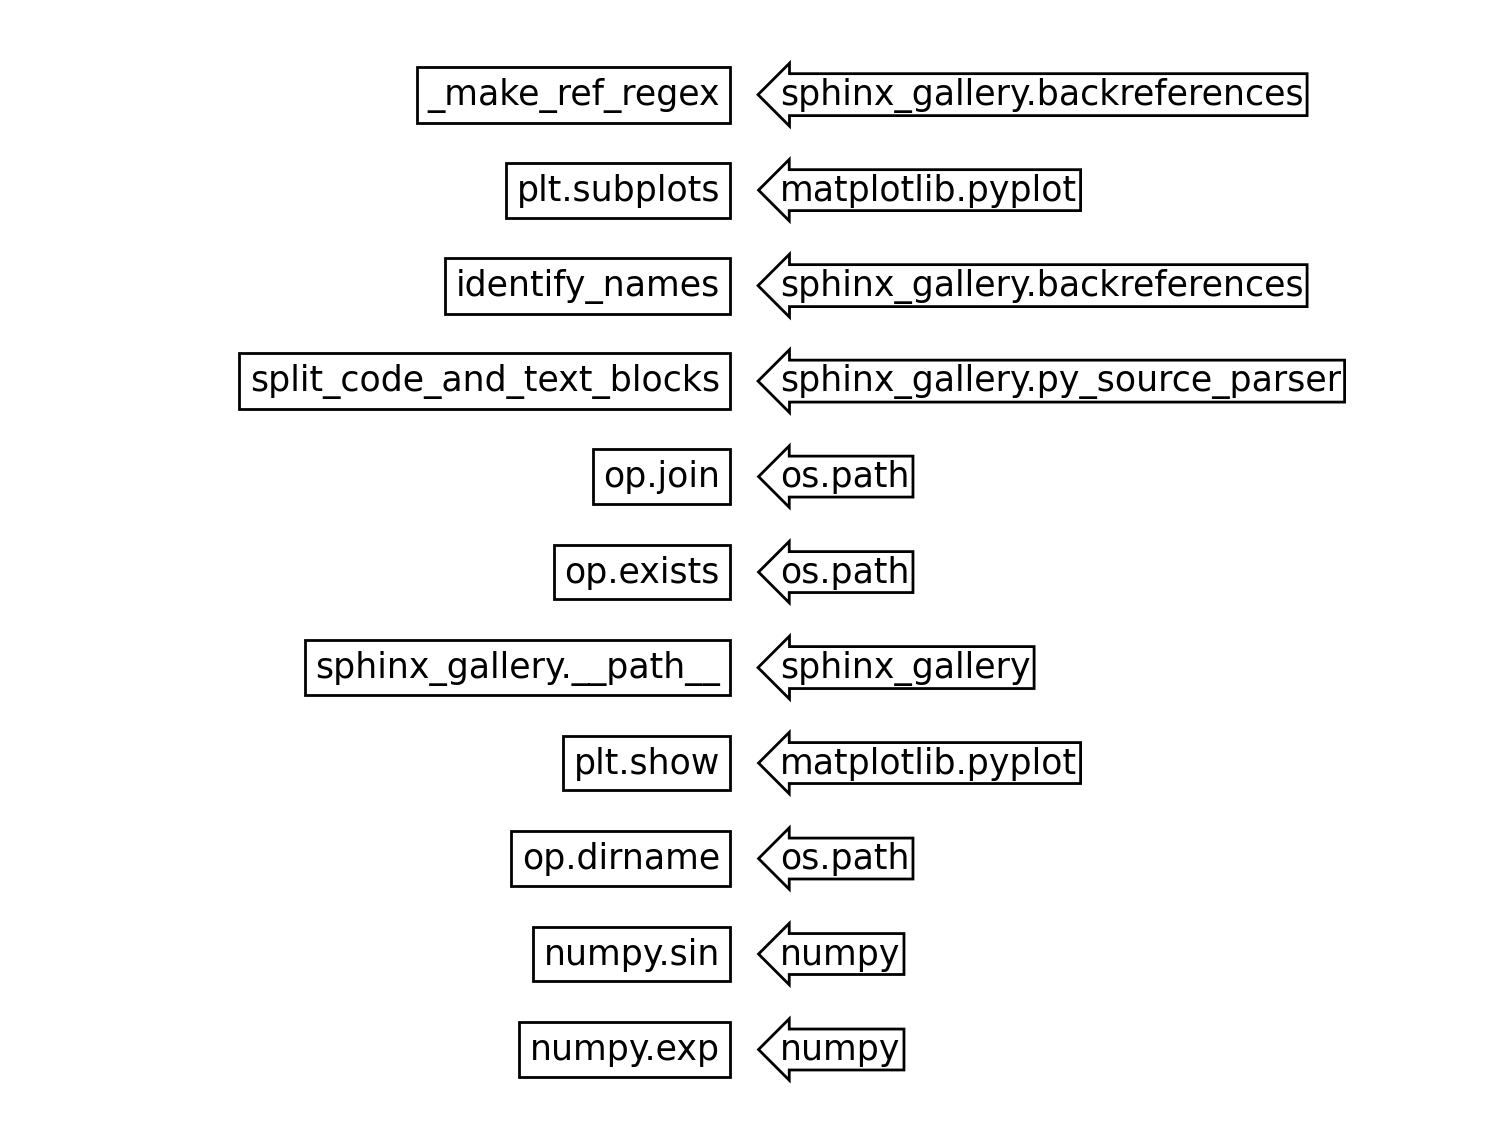 _make_ref_regex sphinx_gallery.backreferences
plt.subplots matplotlib.pyplot
identify_names sphinx_gallery.backreferences
split_code_and_text_blocks sphinx_gallery.py_source_parser
op.join os.path
op.exists os.path
sphinx_gallery.__path__ sphinx_gallery
plt.show matplotlib.pyplot
op.dirname os.path
numpy.sin numpy
numpy.exp numpy